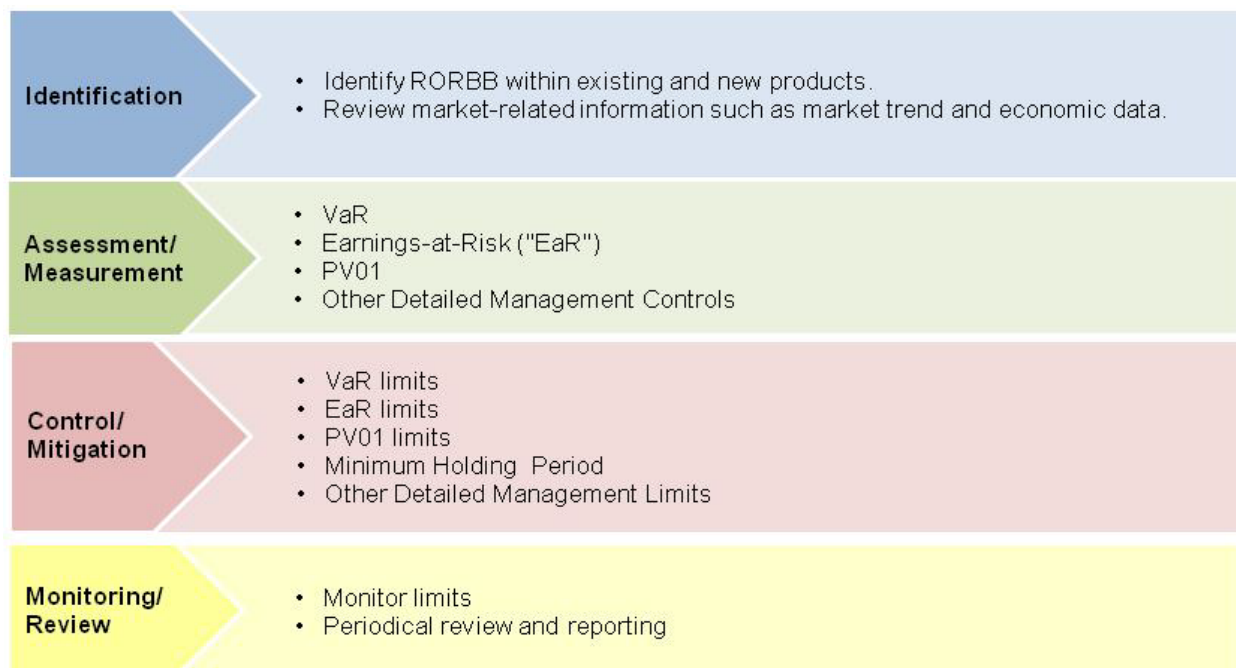 Identification
• Identify RORBB within existing and new products.
• Review market-related information such as market trend and economic data.
Assessment/
Measurement
• VaR
• Earnings-at-Risk ("EaR")
• PV01
• Other Detailed Management Controls
Control/
Mitigation
• VaR limits
• EaR limits
• PV01 limits
• Minimum Holding Period
• Other Detailed Management Limits
Monitoring/
Review
• Monitor limits
• Periodical review and reporting